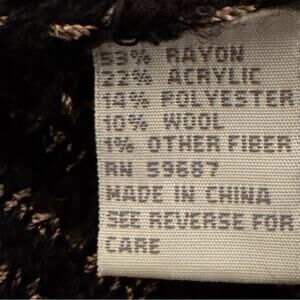 53% RAYON
22% ACRYLIC
14% POLYESTER
10% WOOL
1% OTHER FIBER
RN 59687
MADE IN CHINA
SEE REVERSE FOR
CARE